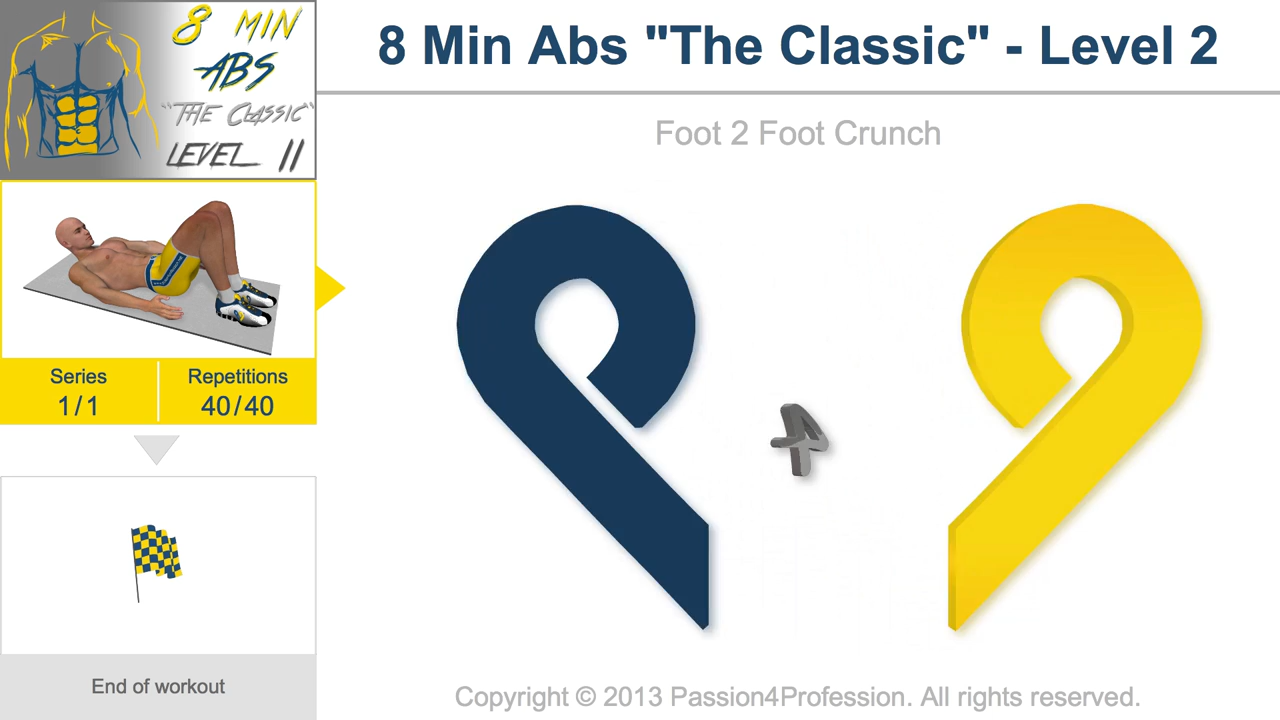 8 MIN
ABS
"THE CLASSIC"
LEVEL II
8 Min Abs "The Classic" - Level 2
Foot 2 Foot Crunch
Series
1/1
Repetitions
40/40
End of workout
4
Copyright © 2013 Passion4Profession. All rights reserved.